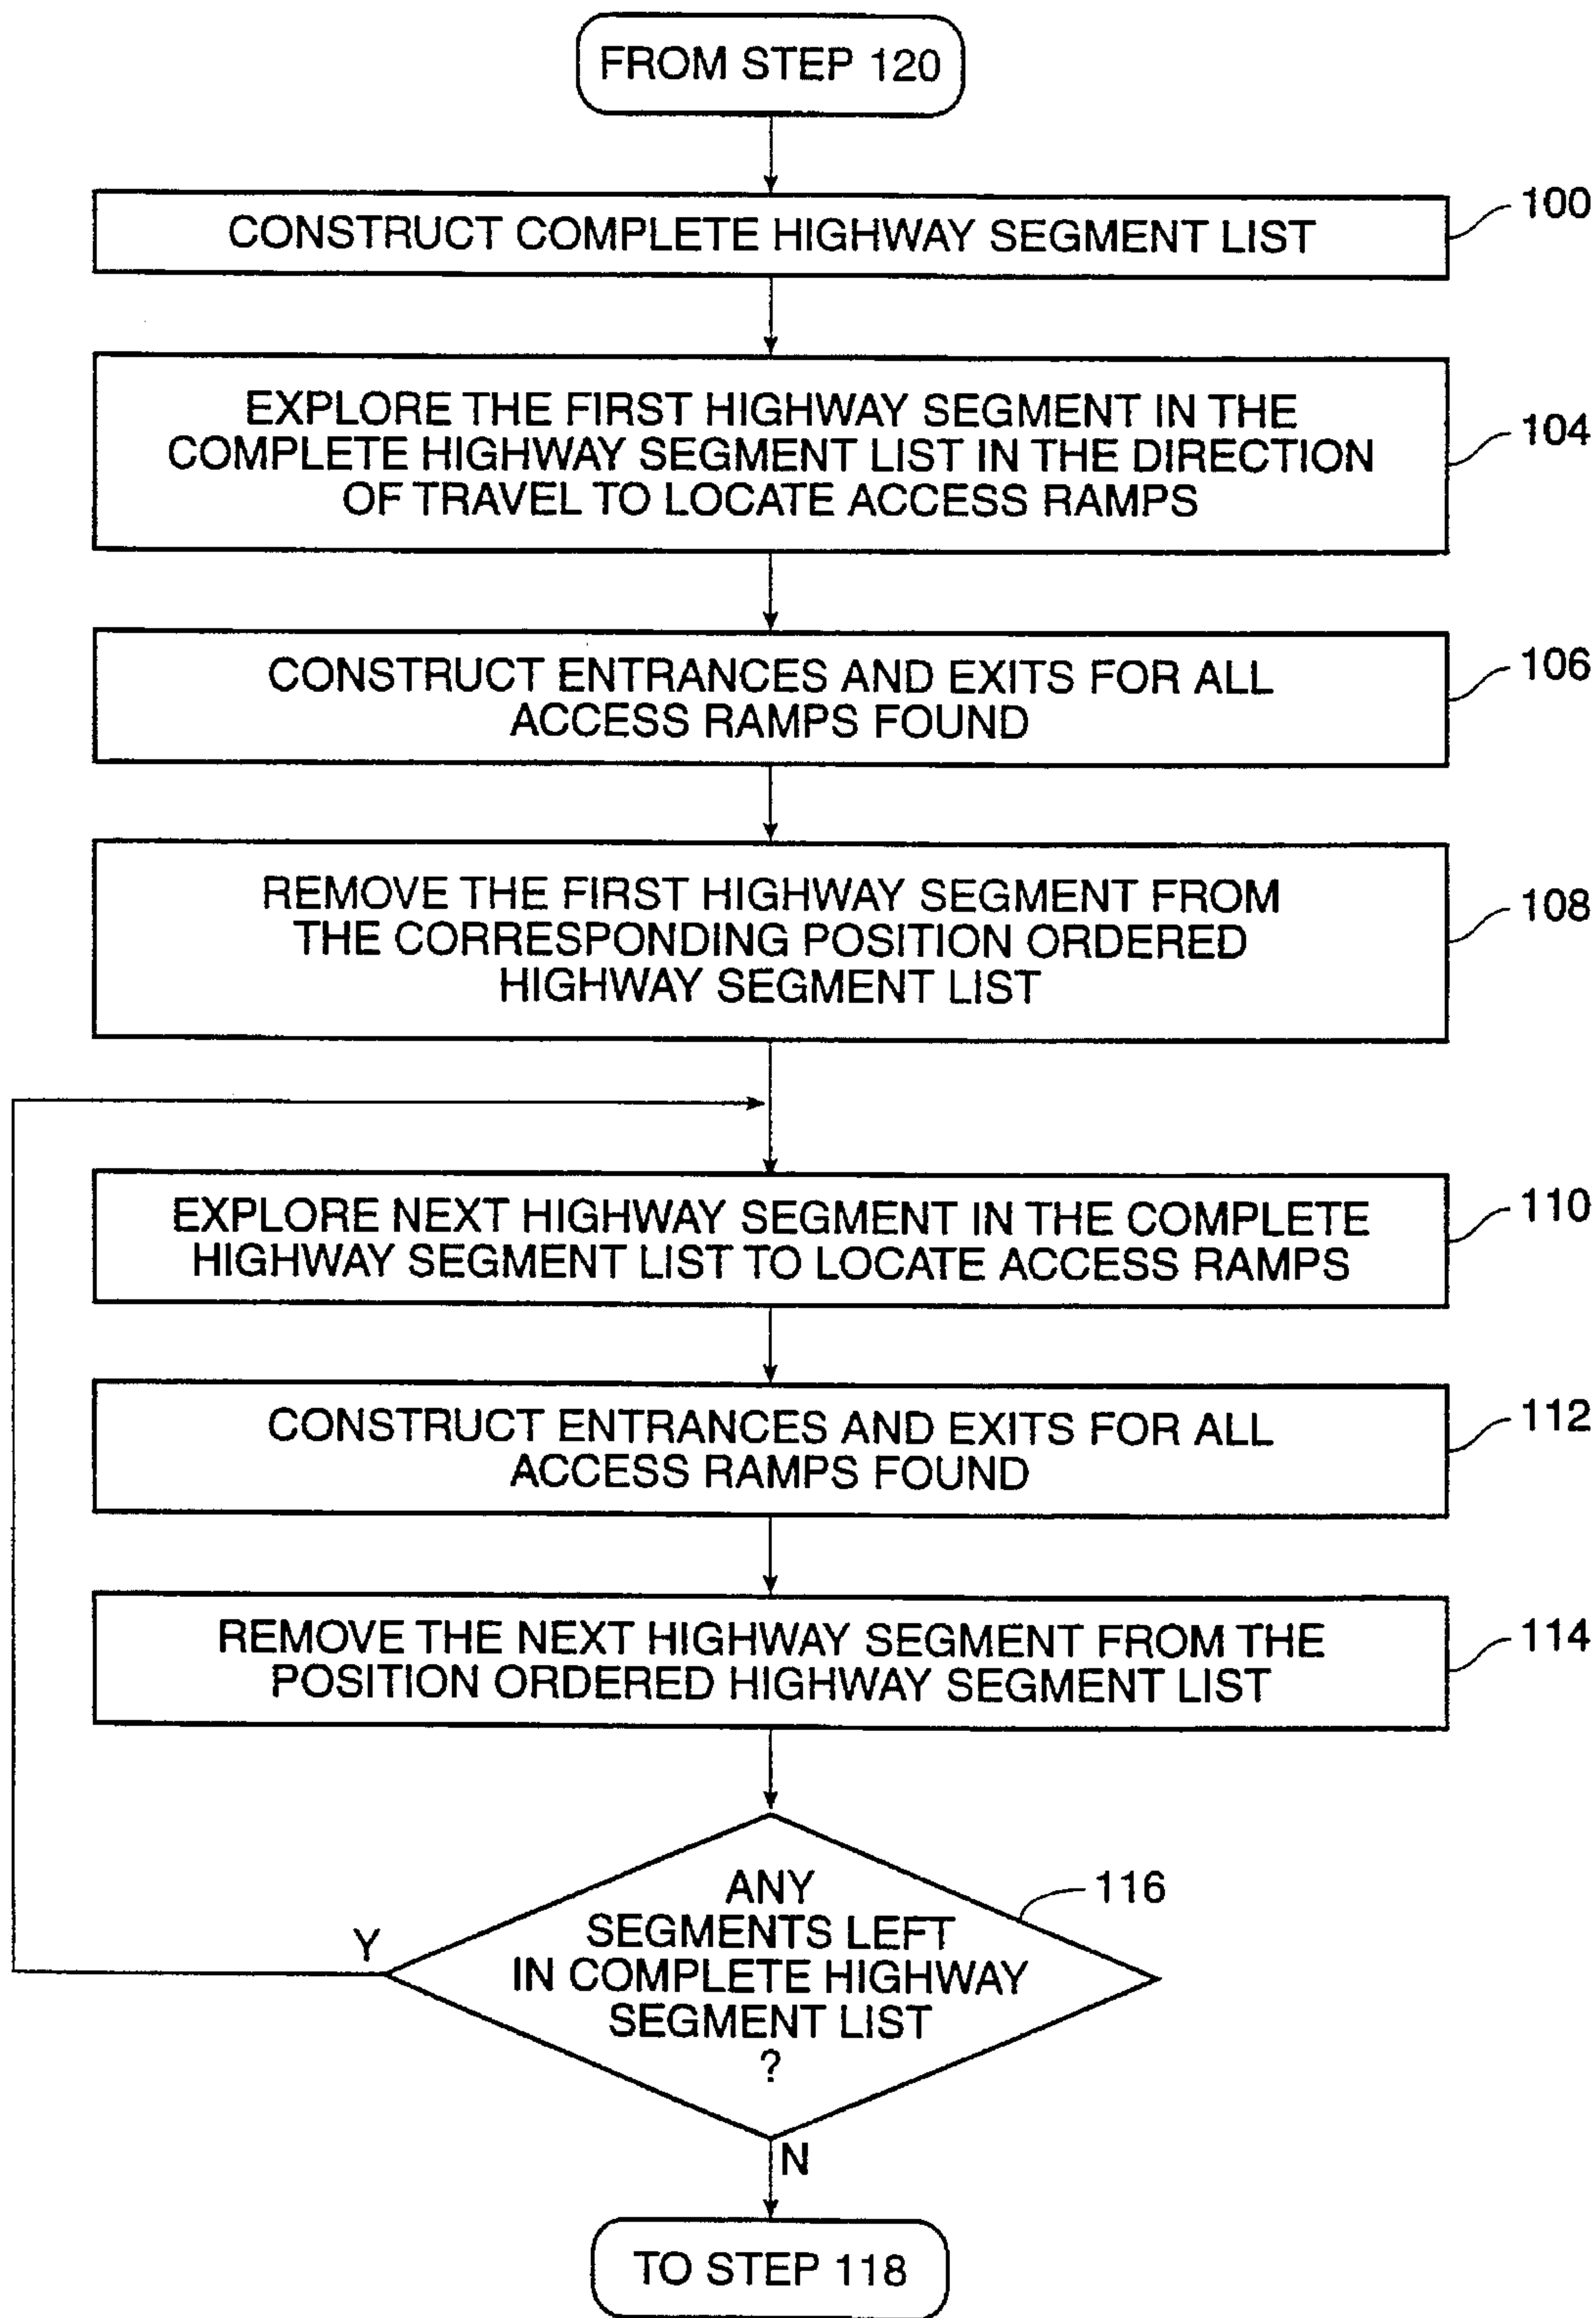 FROM STEP 120
CONSTRUCT COMPLETE HIGHWAY SEGMENT LIST
100
EXPLORE THE FIRST HIGHWAY SEGMENT IN THE
COMPLETE HIGHWAY SEGMENT LIST IN THE DIRECTION
OF TRAVEL TO LOCATE ACCESS RAMPS
104
CONSTRUCT ENTRANCES AND EXITS FOR ALL
ACCESS RAMPS FOUND
106
REMOVE THE FIRST HIGHWAY SEGMENT FROM
THE CORRESPONDING POSITION ORDERED
HIGHWAY SEGMENT LIST
108
EXPLORE NEXT HIGHWAY SEGMENT IN THE COMPLETE
HIGHWAY SEGMENT LIST TO LOCATE ACCESS RAMPS
110
CONSTRUCT ENTRANCES AND EXITS FOR ALL
ACCESS RAMPS FOUND
112
REMOVE THE NEXT HIGHWAY SEGMENT FROM THE
POSITION ORDERED HIGHWAY SEGMENT LIST
114
ANY
SEGMENTS LEFT
IN COMPLETE HIGHWAY
SEGMENT LIST
?
116
Y
N
TO STEP 118